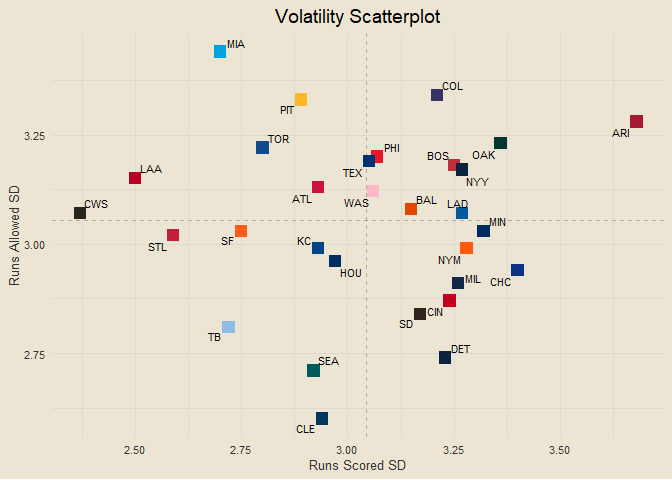 Volatility Scatterplot
MIA
COL
PIT
ARI
TOR
PHI
BOS
OAK
TEX
LAA
NYY
ATL
WAS
BAL
LAD
CWS
MIN
STL
SF
KC
NYM
HOU
MIL
CHC
CIN
SD
TB
DET
SEA
CLE
3.25
3.00
2.75
Runs Allowed SD
2.50
2.75
3.00
3.25
3.50
Runs Scored SD